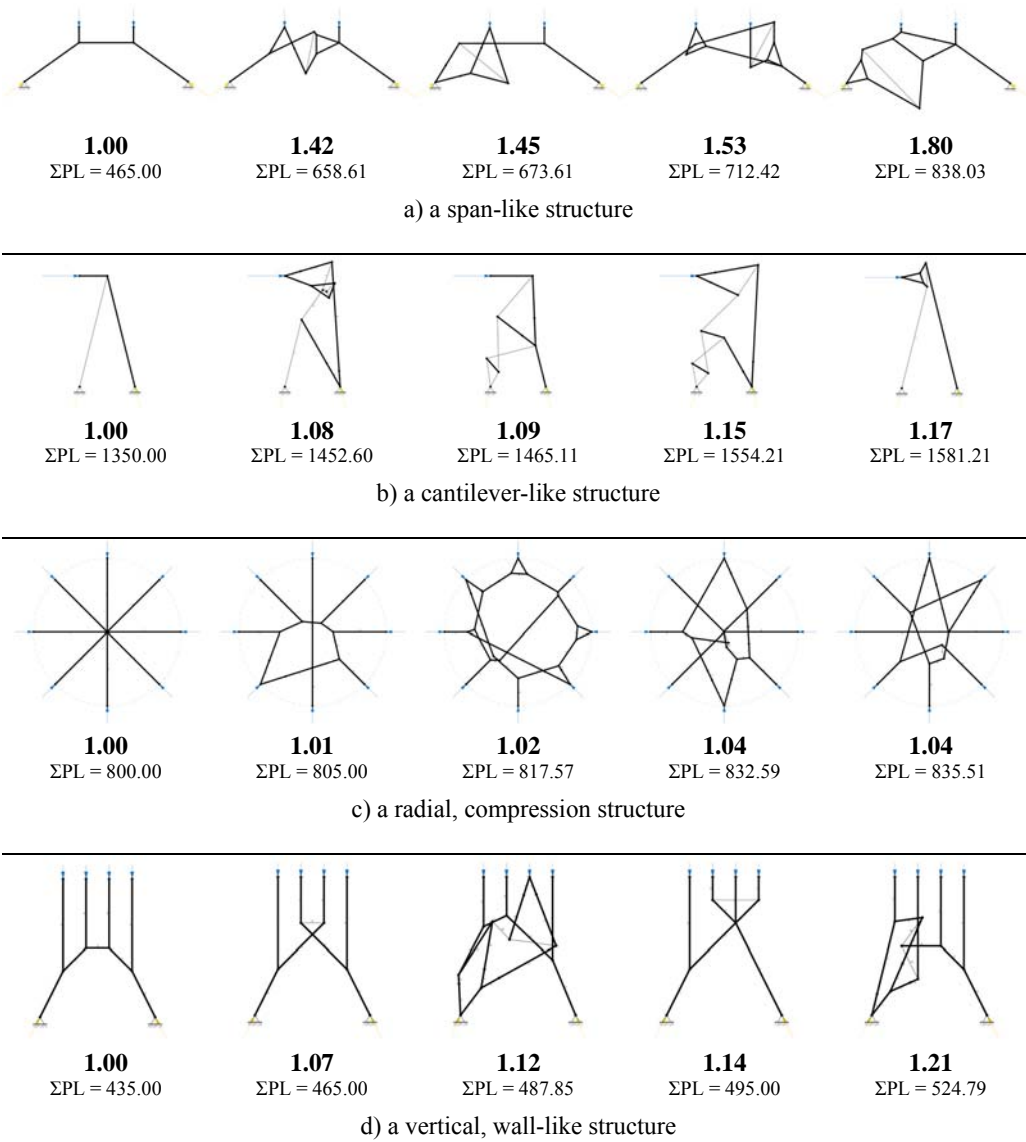 1.00 1.42 1.45 1.53 1.80
ΣPL = 465.00 ΣPL = 658.61 ΣPL = 673.61 ΣPL = 712.42 ΣPL = 838.03
a) a span-like structure
1.00 1.08 1.09 1.15 1.17
ΣPL = 1350.00 ΣPL = 1452.60 ΣPL = 1465.11 ΣPL = 1554.21 ΣPL = 1581.21
b) a cantilever-like structure
1.00 1.01 1.02 1.04 1.04
ΣPL = 800.00 ΣPL = 805.00 ΣPL = 817.57 ΣPL = 832.59 ΣPL = 835.51
c) a radial, compression structure
1.00 1.07 1.12 1.14 1.21
ΣPL = 435.00 ΣPL = 465.00 ΣPL = 487.85 ΣPL = 495.00 ΣPL = 524.79
d) a vertical, wall-like structure